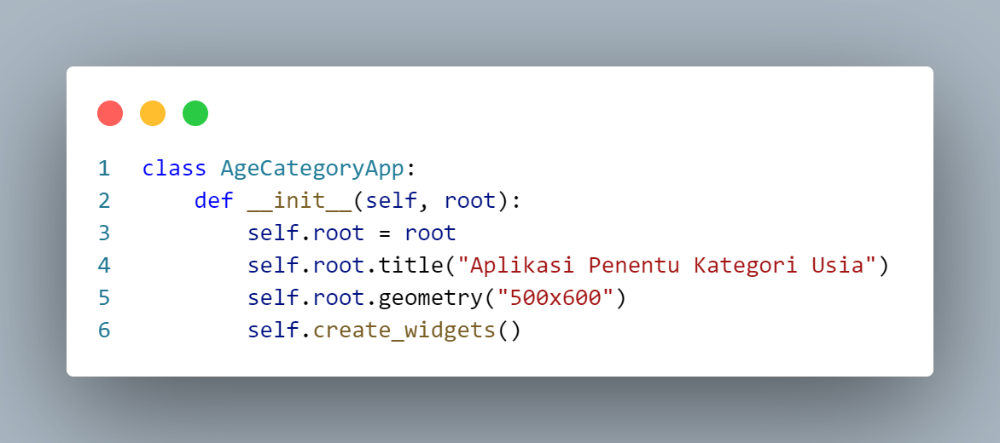 1 class AgeCategoryApp:
2     def __init__(self, root):
3         self.root = root
4         self.root.title("Aplikasi Penentu Kategori Usia")
5         self.root.geometry("500x600")
6         self.create_widgets()